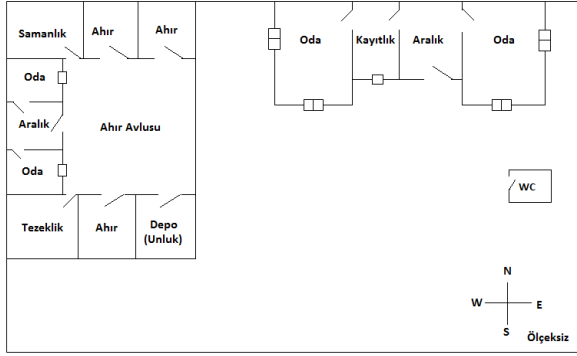 Samanlık
Ahır
Ahır
Oda
Kayıtlık
Aralık
Oda
Oda
Aralık
Ahır Avlusu
Oda
WC
Tezeklik
Ahır
Depo
(Unluk)
N
W
E
S
Ölçeksiz